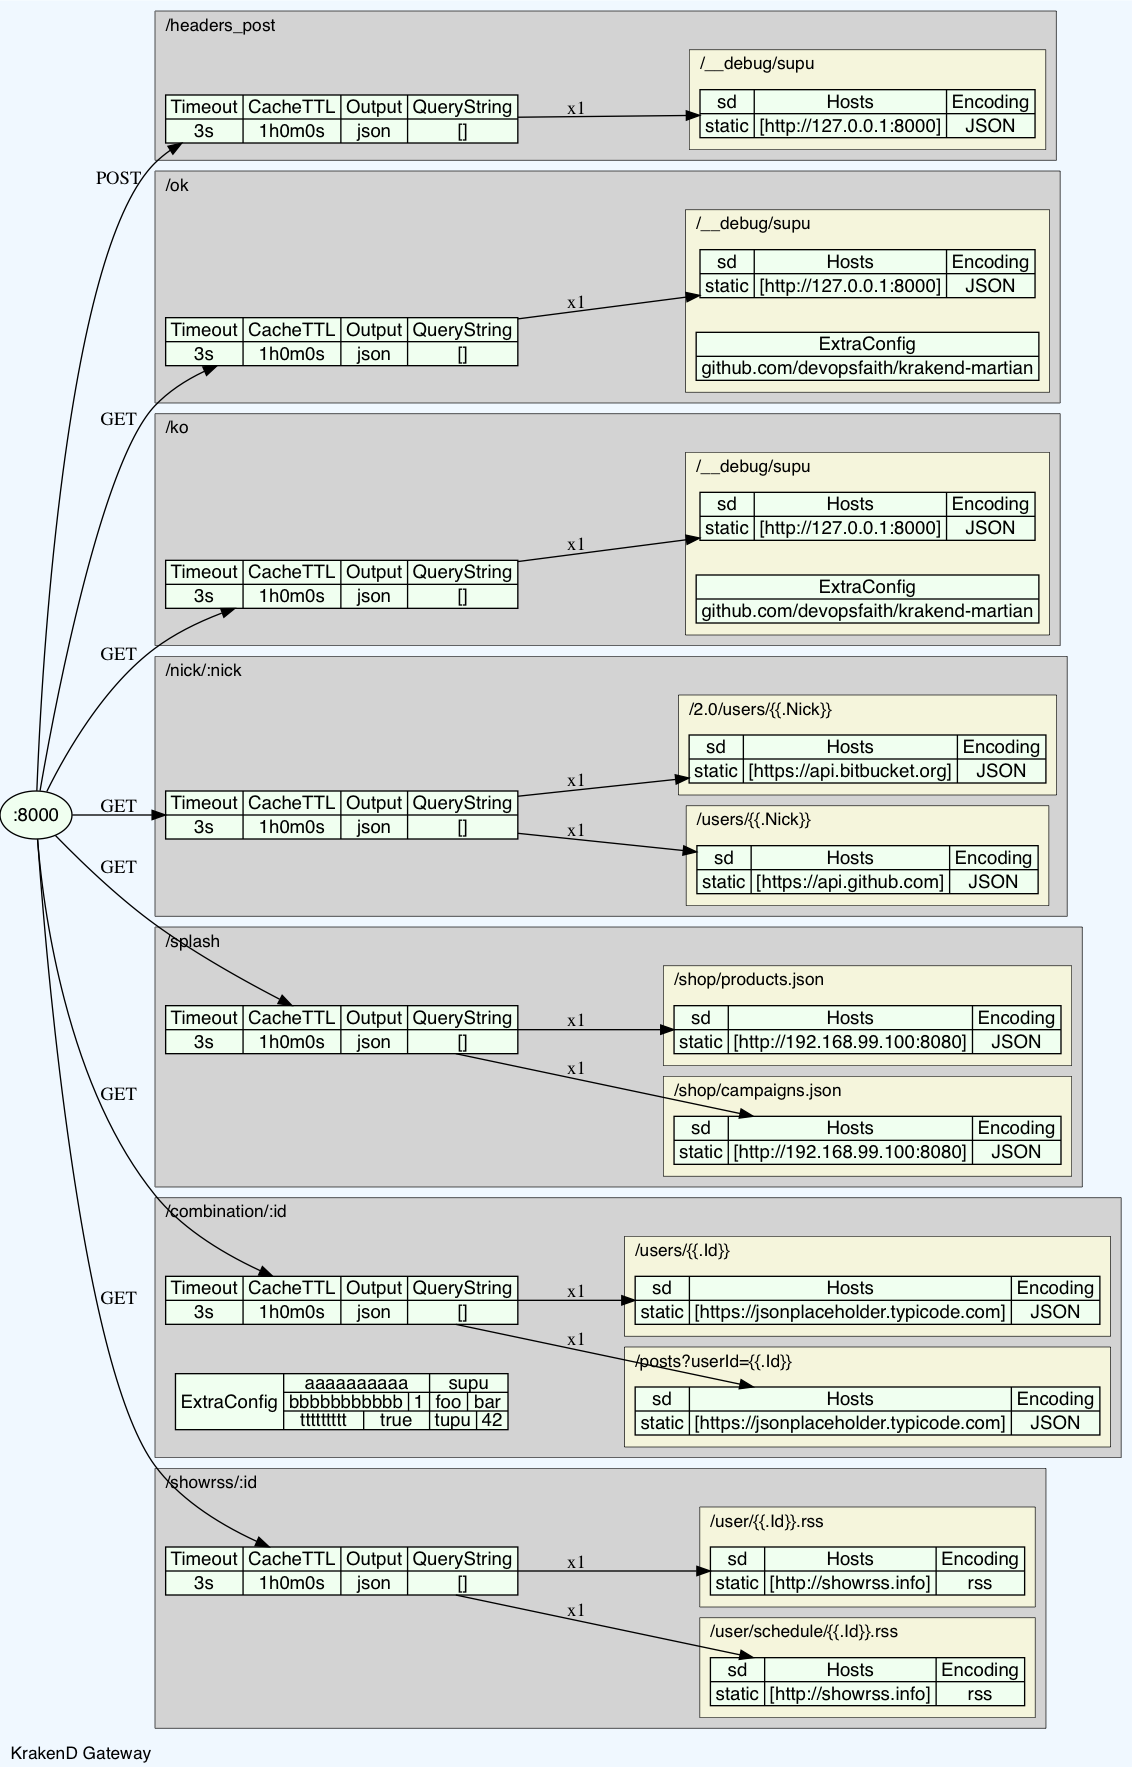 /headers_post
/__debug/supu
Timeout CacheTTL Output QueryString
3s 1h0m0s json []
x1
sd Hosts Encoding
static [http://127.0.0.1:8000] JSON
POST
/ok
/__debug/supu
sd Hosts Encoding
static [http://127.0.0.1:8000] JSON
x1
Timeout CacheTTL Output QueryString
3s 1h0m0s json []
ExtraConfig
github.com/devopsfaith/krakend-martian
GET
/ko
/__debug/supu
sd Hosts Encoding
static [http://127.0.0.1:8000] JSON
x1
Timeout CacheTTL Output QueryString
3s 1h0m0s json []
ExtraConfig
github.com/devopsfaith/krakend-martian
GET
/nick/:nick
/2.0/users/{{.Nick}}
sd Hosts Encoding
static [https://api.bitbucket.org] JSON
x1
:8000
GET
Timeout CacheTTL Output QueryString
3s 1h0m0s json []
x1
/users/{{.Nick}}
sd Hosts Encoding
static [https://api.github.com] JSON
GET
/splash
/shop/products.json
Timeout CacheTTL Output QueryString
3s 1h0m0s json []
x1
sd Hosts Encoding
static [http://192.168.99.100:8080] JSON
x1
/shop/campaigns.json
sd Hosts Encoding
static [http://192.168.99.100:8080] JSON
GET
/combination/:id
/users/{{.Id}}
Timeout CacheTTL Output QueryString
3s 1h0m0s json []
x1
sd Hosts Encoding
static [https://jsonplaceholder.typicode.com] JSON
GET
x1
/posts?userId={{.Id}}
sd Hosts Encoding
static [https://jsonplaceholder.typicode.com] JSON
ExtraConfig
aaaaaaaaaa supu
bbbbbbbbbbb 1 foo bar
ttttttttt true tupu 42
/showrss/:id
/user/{{.Id}}.rss
Timeout CacheTTL Output QueryString
3s 1h0m0s json []
x1
sd Hosts Encoding
static [http://showrss.info] rss
x1
/user/schedule/{{.Id}}.rss
sd Hosts Encoding
static [http://showrss.info] rss
KrakenD Gateway